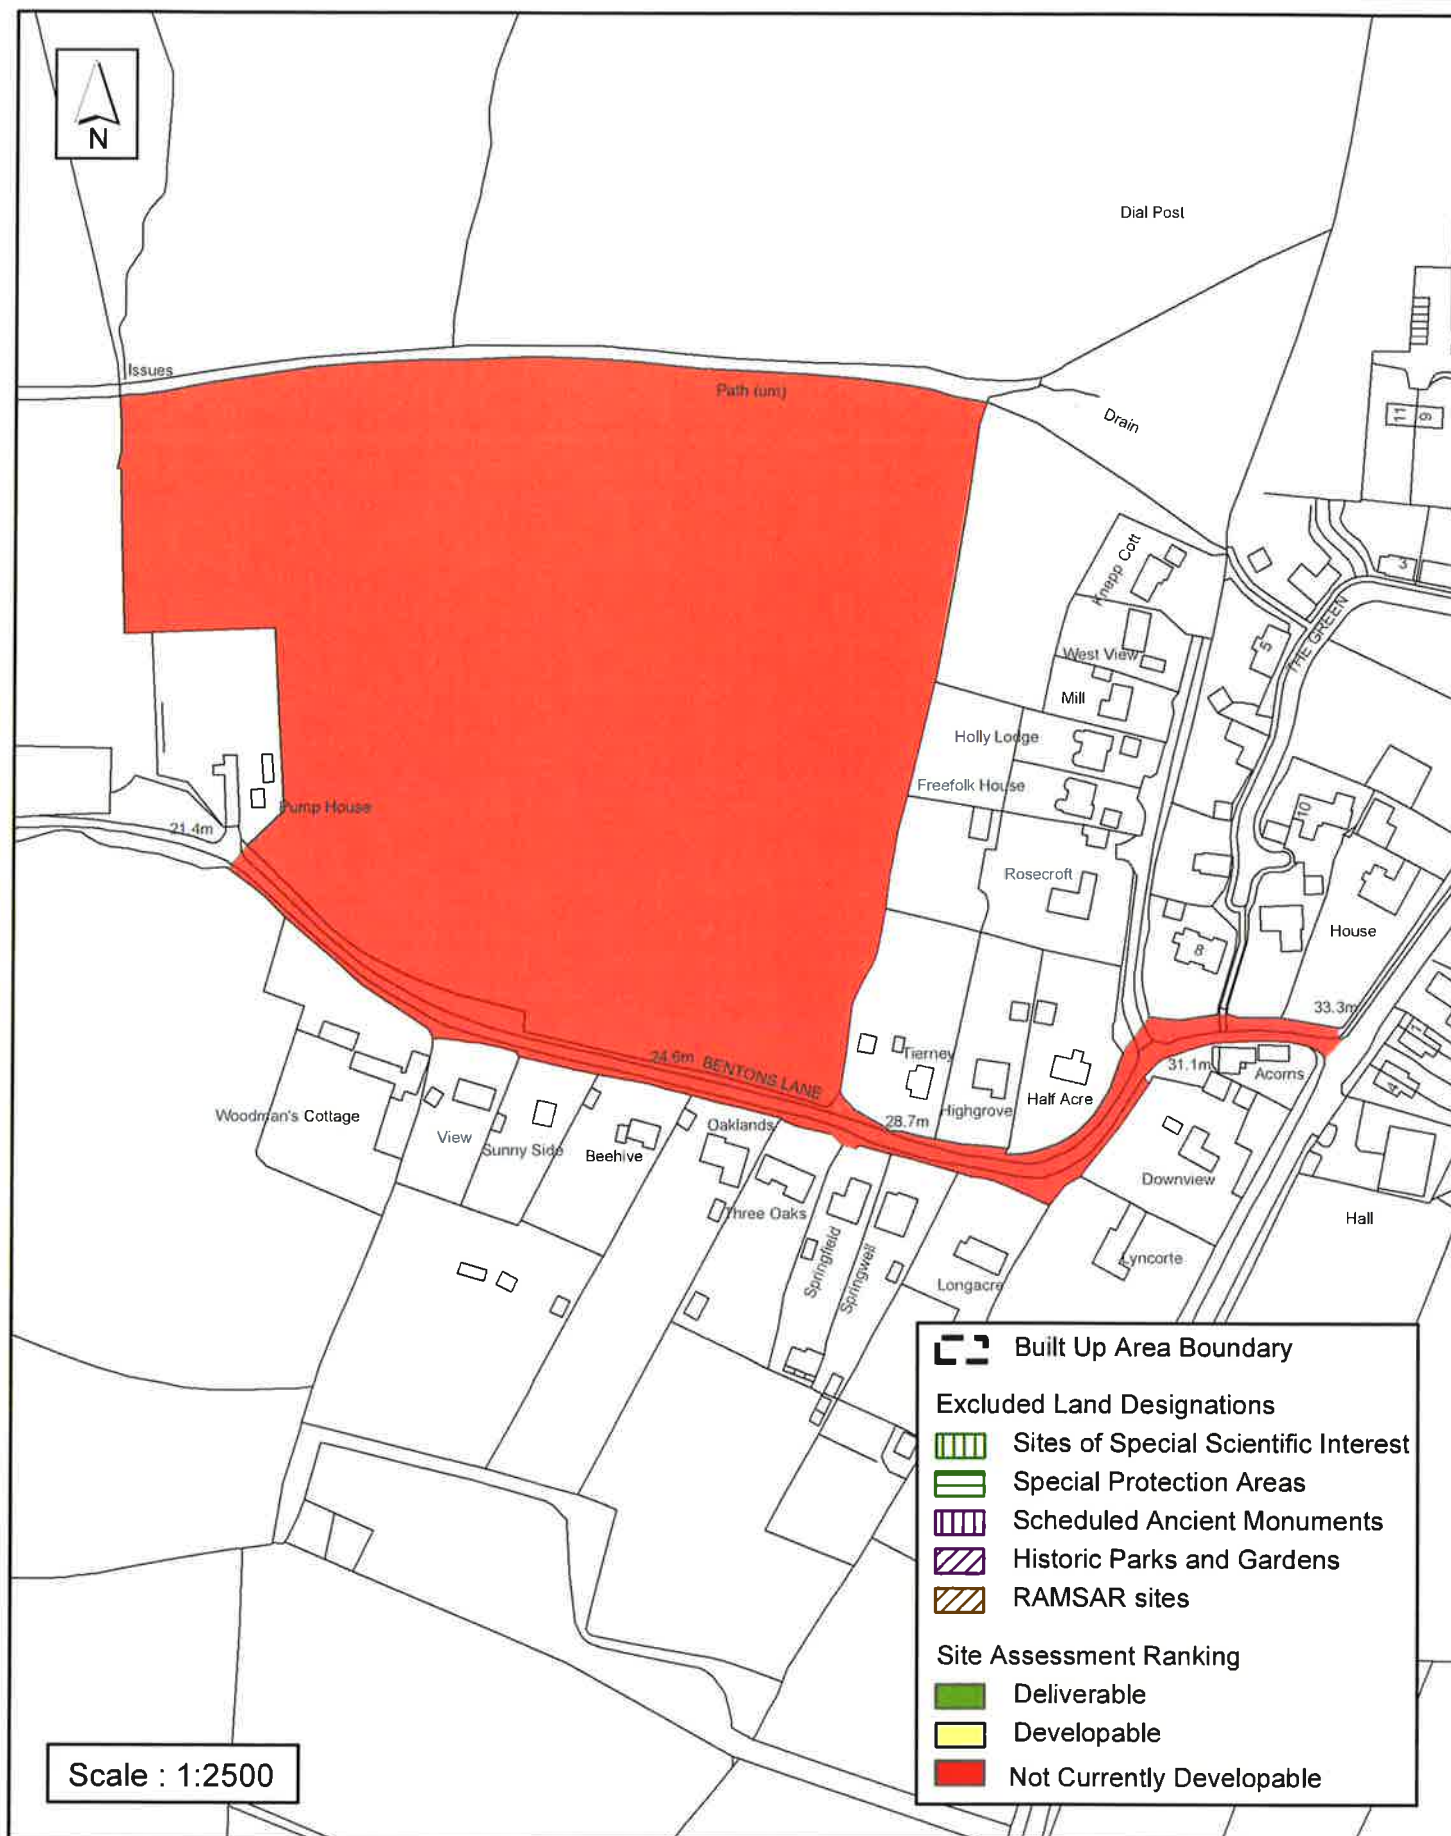 N
Dial Post
Issues
Path (um)
Drain
11
9
Knepp Cott
3
THE GREEN
5
West View
Mill
Holly Lodge
Freefolk House
Pump House
21.4m
10
Rosecroft
House
8
33.3m
1
24.6m
BENTONS LANE
Tierney
31.1m
Acorns
4
Woodman's Cottage
View
Sunny Side
Beehive
Oaklands
28.7m
Highgrove
Half Acre
Downview
Three Oaks
Springfield
Springwell
Longacre
Lyncorte
Hall
Built Up Area Boundary
Excluded Land Designations
Sites of Special Scientific Interest
Special Protection Areas
Scheduled Ancient Monuments
Historic Parks and Gardens
RAMSAR sites
Site Assessment Ranking
Deliverable
Developable
Not Currently Developable
Scale : 1:2500